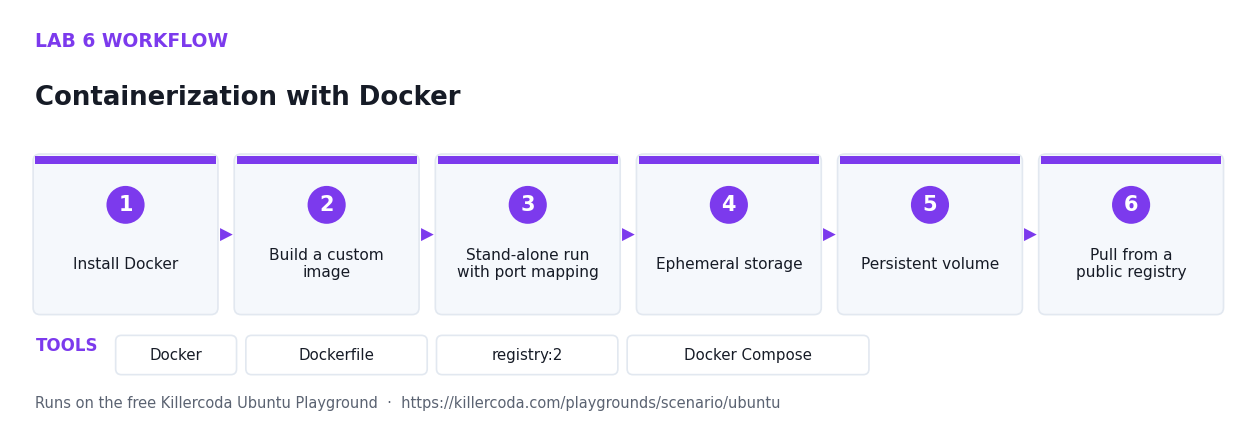 LAB 6 WORKFLOW
Containerization with Docker
1
Install Docker
2
Build a custom
image
3
Stand-alone run
with port mapping
4
Ephemeral storage
5
Persistent volume
6
Pull from a
public registry
TOOLS
Docker
Dockerfile
registry:2
Docker Compose
Runs on the free Killercoda Ubuntu Playground · https://killercoda.com/playgrounds/scenario/ubuntu